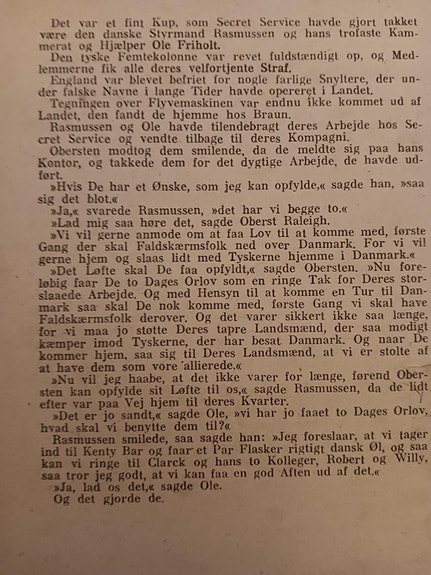 Det var et fint Kup, som Secret Service havde gjort takket
være den danske Styrmand Rasmussen og hans trofaste Kam-
merat og Hjælper Ole Friholt.
Den tyske Femtekolonne var revet fuldstændigt op, og Med-
lemmerne fik alle deres velfortjente Straf.
England var blevet befriet for nogle farlige Snyltere, der un-
der falske Navne i lange Tider havde opereret i Landet.
Tegningen over Flyvemaskinen var endnu ikke kommet ud af
Landet, den fandt de hjemme hos Braun.
Rasmussen og Ole havde tilendebragt deres Arbejde hos Se-
cret Service og vendte tilbage til deres Kompagni.
Obersten modtog dem smilende, da de meldte sig paa hans
Kontor, og takkede dem for det dygtige Arbejde, de havde ud-
ført.
»Hvis De har et Ønske, som jeg kan opfylde,« sagde han, »saa
sig det blot.«
»Ja,« svarede Rasmussen, »det har vi begge to.«
»Lad mig saa høre det, sagde Oberst Raleigh.
»Vi vil gerne anmode om at faa Lov til at komme med, første
Gang der skal Faldskærmsfolk ned over Danmark. For vi vil
gerne hjem og slaas lidt med Tyskerne hjemme i Danmark.«
»Det Løfte skal De faa opfyldt,« sagde Obersten. »Nu fore-
løbig faar De to Dages Orlov som en ringe Tak for Deres stor-
slaaede Arbejde. Og med Hensyn til at komme en Tur til Dan-
mark saa skal De nok komme med, første Gang vi skal have
Faldskærmsfolk derover. Og det varer sikkert ikke saa længe,
for vi maa jo støtte Deres tapre Landsmænd, der saa modigt
kæmper imod Tyskerne, der har besat Danmark. Og naar De
kommer hjem, saa sig til Deres Landsmænd, at vi er stolte af
at have dem som vore allierede.«
»Nu vil jeg haabe, at det ikke varer for længe, førend Ober-
sten kan opfylde sit Løfte til os,« sagde Rasmussen, da de lidt
efter var paa Vej hjem til deres Kvarter.
»Det er jo sandt,« sagde Ole, »vi har jo faaet to Dages Orlov,
hvad skal vi benytte dem til?«
Rasmussen smilede, saa sagde han: »Jeg foreslaar, at vi tager
ind til Kenty Bar og faar et Par Flasker rigtigt dansk Øl, og saa
kan vi ringe til Clarck og hans to Kolleger, Robert og Willy,
saa tror jeg godt, at vi kan faa en god Aften ud af det.«
»Ja, lad os det,« sagde Ole.
Og det gjorde de.